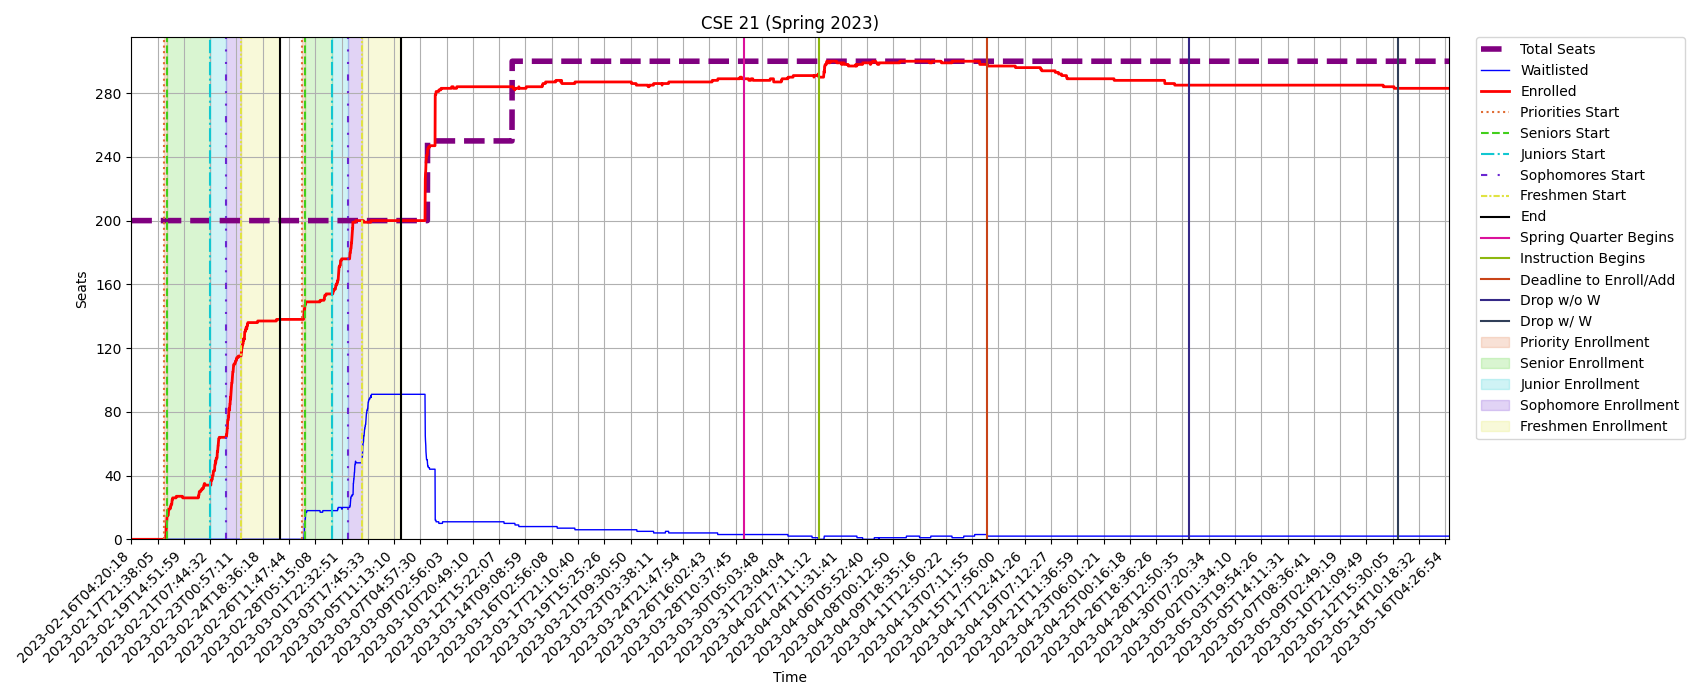 CSE 21 (Spring 2023)
Seats
280
240
200
160
120
80
40
0
2023-02-16T04:20:18
2023-02-17T21:38:05
2023-02-19T14:51:59
2023-02-21T07:44:32
2023-02-23T00:57:11
2023-02-24T18:36:18
2023-02-26T11:47:44
2023-02-28T05:15:08
2023-03-01T22:32:51
2023-03-03T17:45:33
2023-03-05T11:13:10
2023-03-07T04:57:30
2023-03-09T02:56:03
2023-03-10T20:49:10
2023-03-12T15:22:07
2023-03-14T09:08:59
2023-03-16T02:56:08
2023-03-17T21:10:40
2023-03-19T15:25:26
2023-03-21T09:30:50
2023-03-23T03:38:11
2023-03-24T21:47:54
2023-03-26T16:02:43
2023-03-28T10:37:45
2023-03-30T05:03:48
2023-03-31T23:04:04
2023-04-02T17:11:12
2023-04-04T11:31:41
2023-04-06T05:52:40
2023-04-08T00:12:50
2023-04-09T18:35:16
2023-04-11T12:50:22
2023-04-13T07:11:55
2023-04-15T17:56:00
2023-04-17T12:41:26
2023-04-19T07:12:27
2023-04-21T11:36:59
2023-04-23T06:01:21
2023-04-25T00:16:18
2023-04-26T18:36:26
2023-04-28T12:50:35
2023-04-30T07:20:34
2023-05-02T01:34:10
2023-05-03T19:54:26
2023-05-05T14:11:31
2023-05-07T08:36:41
2023-05-09T02:49:19
2023-05-10T21:09:49
2023-05-12T15:30:05
2023-05-14T10:18:32
2023-05-16T04:26:54
Time
Total Seats
Waitlisted
Enrolled
Priorities Start
Seniors Start
Juniors Start
Sophomores Start
Freshmen Start
End
Spring Quarter Begins
Instruction Begins
Deadline to Enroll/Add
Drop w/o W
Drop w/ W
Priority Enrollment
Senior Enrollment
Junior Enrollment
Sophomore Enrollment
Freshmen Enrollment